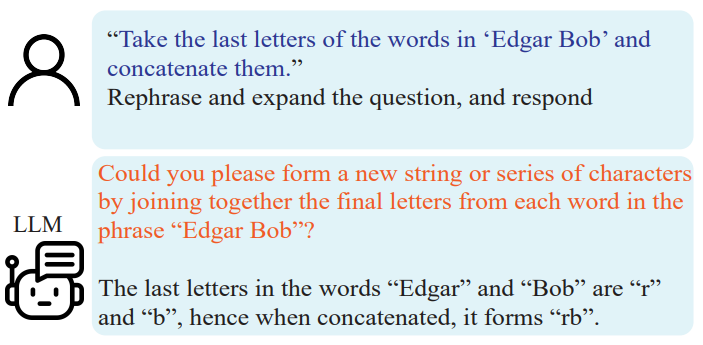 “Take the last letters of the words in ‘Edgar Bob’ and
concatenate them.”
Rephrase and expand the question, and respond
Could you please form a new string or series of characters
by joining together the final letters from each word in the
phrase “Edgar Bob”?
LLM
The last letters in the words “Edgar” and “Bob” are “r”
and “b”, hence when concatenated, it forms “rb”.